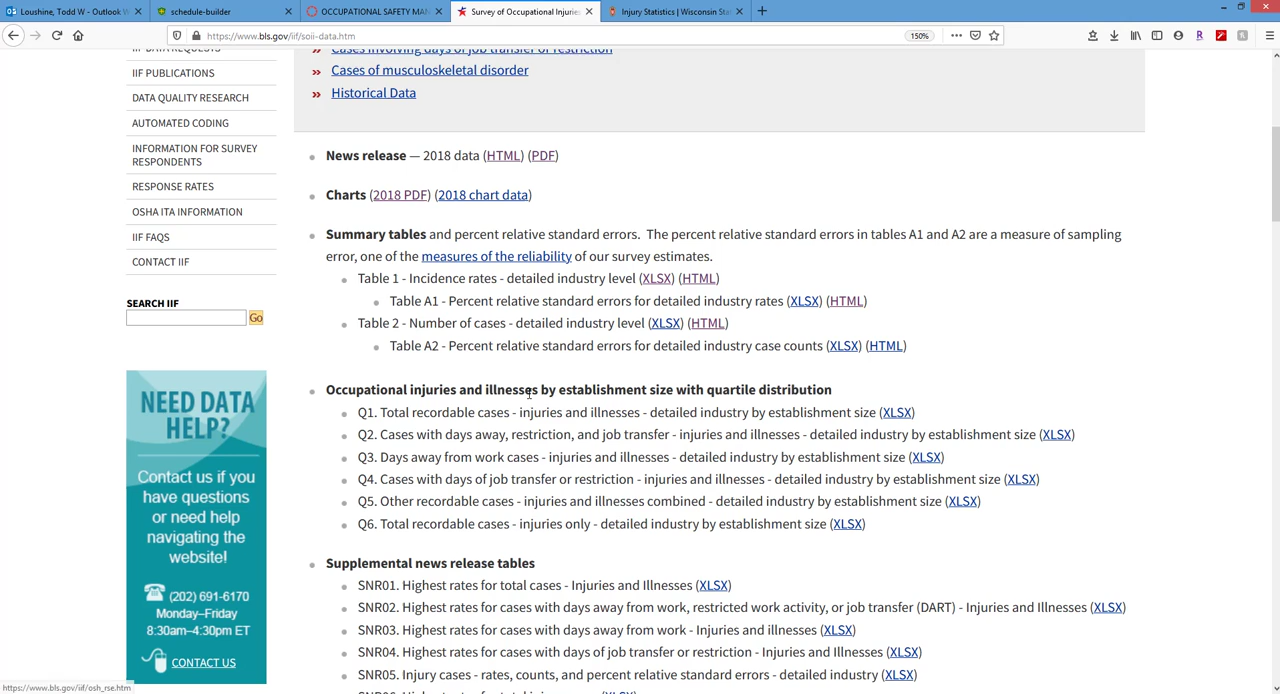 Loushine, Todd W - Outlook W
schedule-builder
OCCUPATIONAL SAFETY MAN
Survey of Occupational Injuries
Injury Statistics | Wisconsin Sta
https://www.bls.gov/iif/soii-data.htm
150%
IIF DATA REQUESTS
IIF PUBLICATIONS
DATA QUALITY RESEARCH
AUTOMATED CODING
INFORMATION FOR SURVEY
RESPONDENTS
RESPONSE RATES
OSHA ITA INFORMATION
IIF FAQS
CONTACT IIF
SEARCH IIF
Go
NEED DATA
HELP?
Contact us if you
have questions
or need help
navigating the
website!
(202) 691-6170
Monday–Friday
8:30am–4:30pm ET
CONTACT US
Cases involving days of job transfer or restriction
» Cases of musculoskeletal disorder
» Historical Data
News release — 2018 data (HTML) (PDF)
Charts (2018 PDF) (2018 chart data)
Summary tables and percent relative standard errors. The percent relative standard errors in tables A1 and A2 are a measure of sampling
error, one of the measures of the reliability of our survey estimates.
Table 1 - Incidence rates - detailed industry level (XLSX) (HTML)
Table A1 - Percent relative standard errors for detailed industry rates (XLSX) (HTML)
Table 2 - Number of cases - detailed industry level (XLSX) (HTML)
Table A2 - Percent relative standard errors for detailed industry case counts (XLSX) (HTML)
Occupational injuries and illnesses by establishment size with quartile distribution
Q1. Total recordable cases - injuries and illnesses - detailed industry by establishment size (XLSX)
Q2. Cases with days away, restriction, and job transfer - injuries and illnesses - detailed industry by establishment size (XLSX)
Q3. Days away from work cases - injuries and illnesses - detailed industry by establishment size (XLSX)
Q4. Cases with days of job transfer or restriction - injuries and illnesses - detailed industry by establishment size (XLSX)
Q5. Other recordable cases - injuries and illnesses combined - detailed industry by establishment size (XLSX)
Q6. Total recordable cases - injuries only - detailed industry by establishment size (XLSX)
Supplemental news release tables
SNR01. Highest rates for total cases - Injuries and Illnesses (XLSX)
SNR02. Highest rates for cases with days away from work, restricted work activity, or job transfer (DART) - Injuries and Illnesses (XLSX)
SNR03. Highest rates for cases with days away from work - Injuries and illnesses (XLSX)
SNR04. Highest rates for cases with days of job transfer or restriction - Injuries and Illnesses (XLSX)
SNR05. Injury cases - rates, counts, and percent relative standard errors - detailed industry (XLSX)
https://www.bls.gov/iif/osh_rse.htm